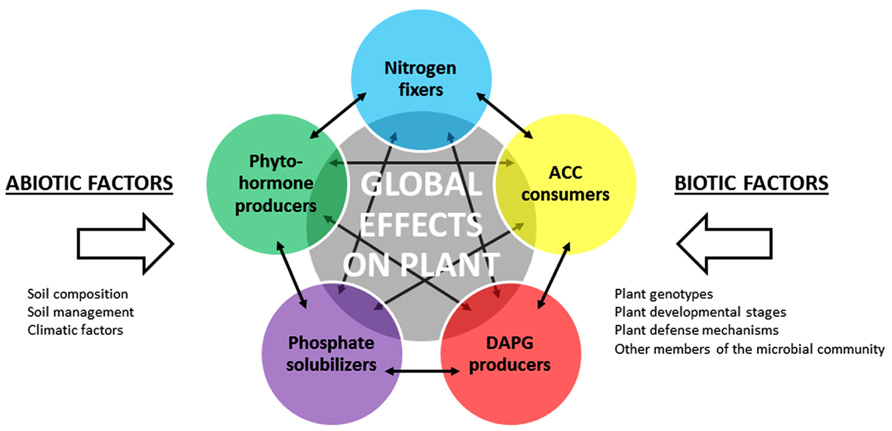 Nitrogen
fixers
Phyto-
hormone
producers
ACC
consumers
GLOBAL
EFFECTS
ON PLANT
ABIOTIC FACTORS
Soil composition
Soil management
Climatic factors
BIOTIC FACTORS
Plant genotypes
Plant developmental stages
Plant defense mechanisms
Other members of the microbial community
Phosphate
solubilizers
DAPG
producers